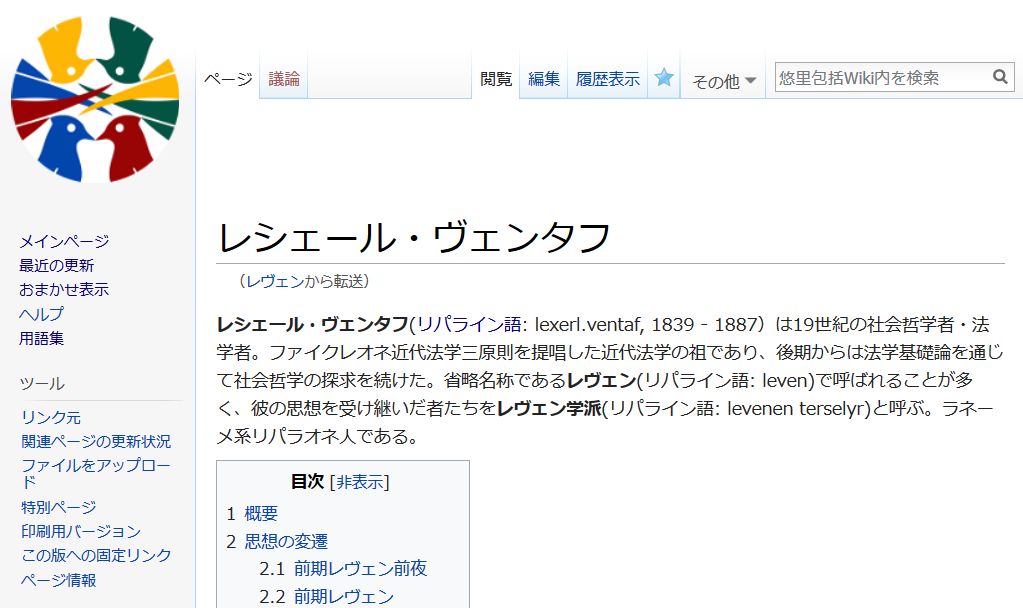 ページ 議論 閲覧 編集 履歴表示 その他 悠里包括Wiki内を検索
メインページ
最近の更新
おまかせ表示
ヘルプ
用語集
ツール
リンク元
関連ページの更新状況
ファイルをアップロー
ド
特別ページ
印刷用バージョン
この版への固定リンク
ページ情報
レシェール・ヴェンタフ
（レヴェンから転送）
レシェール・ヴェンタフ(リパライン語: lexerl.ventaf, 1839 - 1887）は19世紀の社会哲学者・法
学者。ファイクレオネ近代法学三原則を提唱した近代法学の祖であり、後期からは法学基礎論を通じ
て社会哲学の探求を続けた。省略名称であるレヴェン(リパライン語: leven)で呼ばれることが多
く、彼の思想を受け継いだ者たちをレヴェン学派(リパライン語: levenen terselyr)と呼ぶ。ラネー
メ系リパラオネ人である。
目次 [非表示]
1 概要
2 思想の変遷
2.1 前期レヴェン前夜
2.2 前期レヴェン